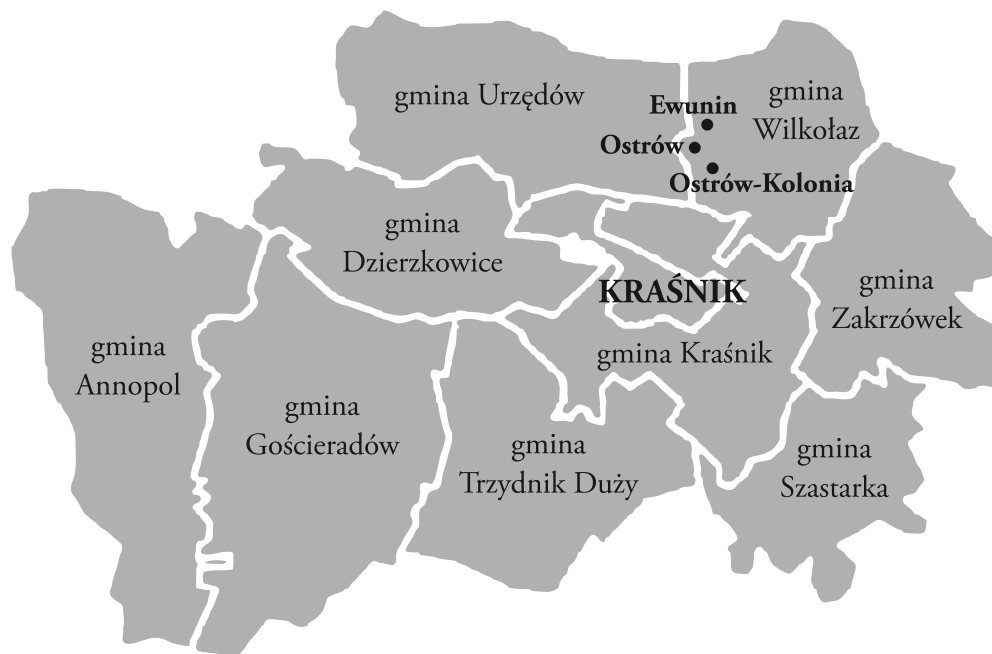 gmina Urzędów
gmina
Wilkołaz
Ewunin
Ostrów
Ostrów-Kolonia
gmina
Dzierzkowice
KRAŚNIK
gmina
Zakrzówek
gmina Kraśnik
gmina
Annopol
gmina
Gościeradów
gmina
Trzydnik Duży
gmina
Szastarka